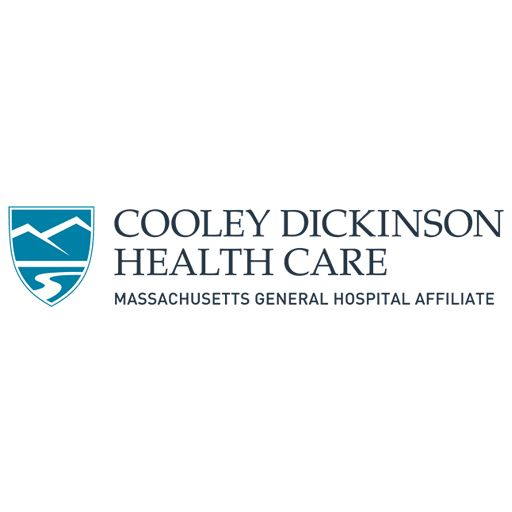 COOLEY DICKINSON
HEALTH CARE
MASSACHUSETTS GENERAL HOSPITAL AFFILIATE